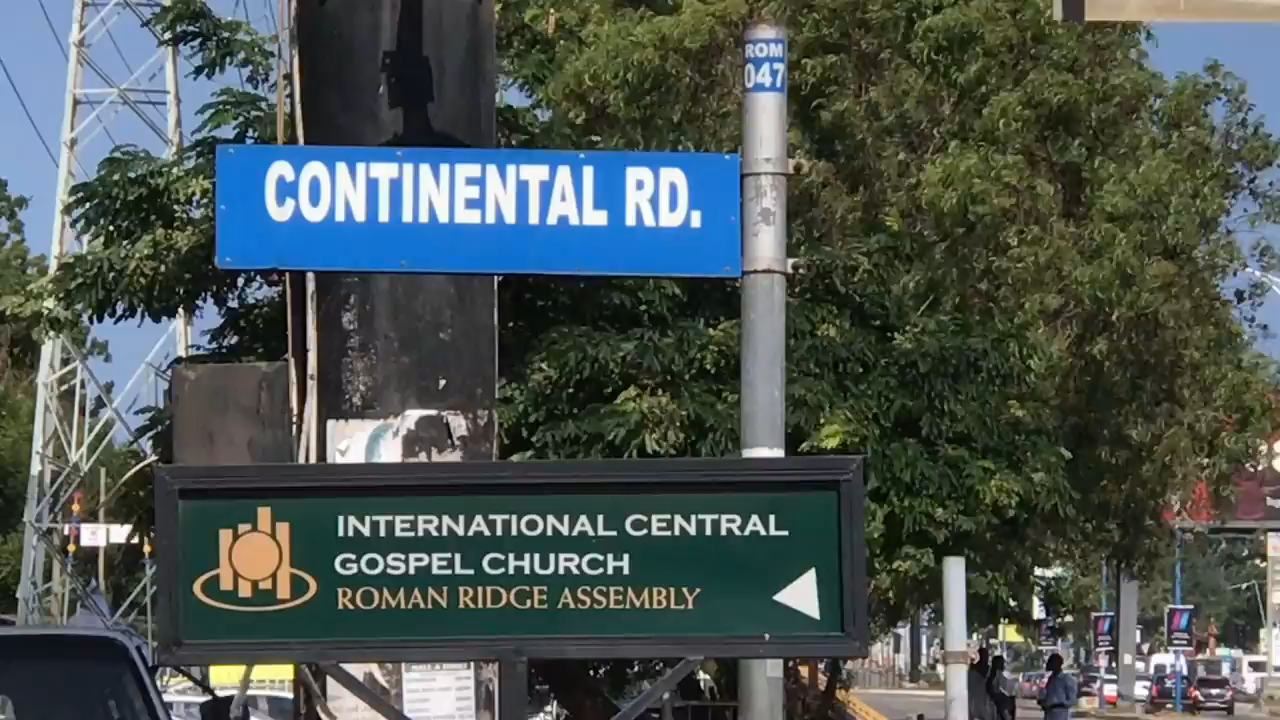 ROM
047
CONTINENTAL RD.
INTERNATIONAL CENTRAL
GOSPEL CHURCH
ROMAN RIDGE ASSEMBLY